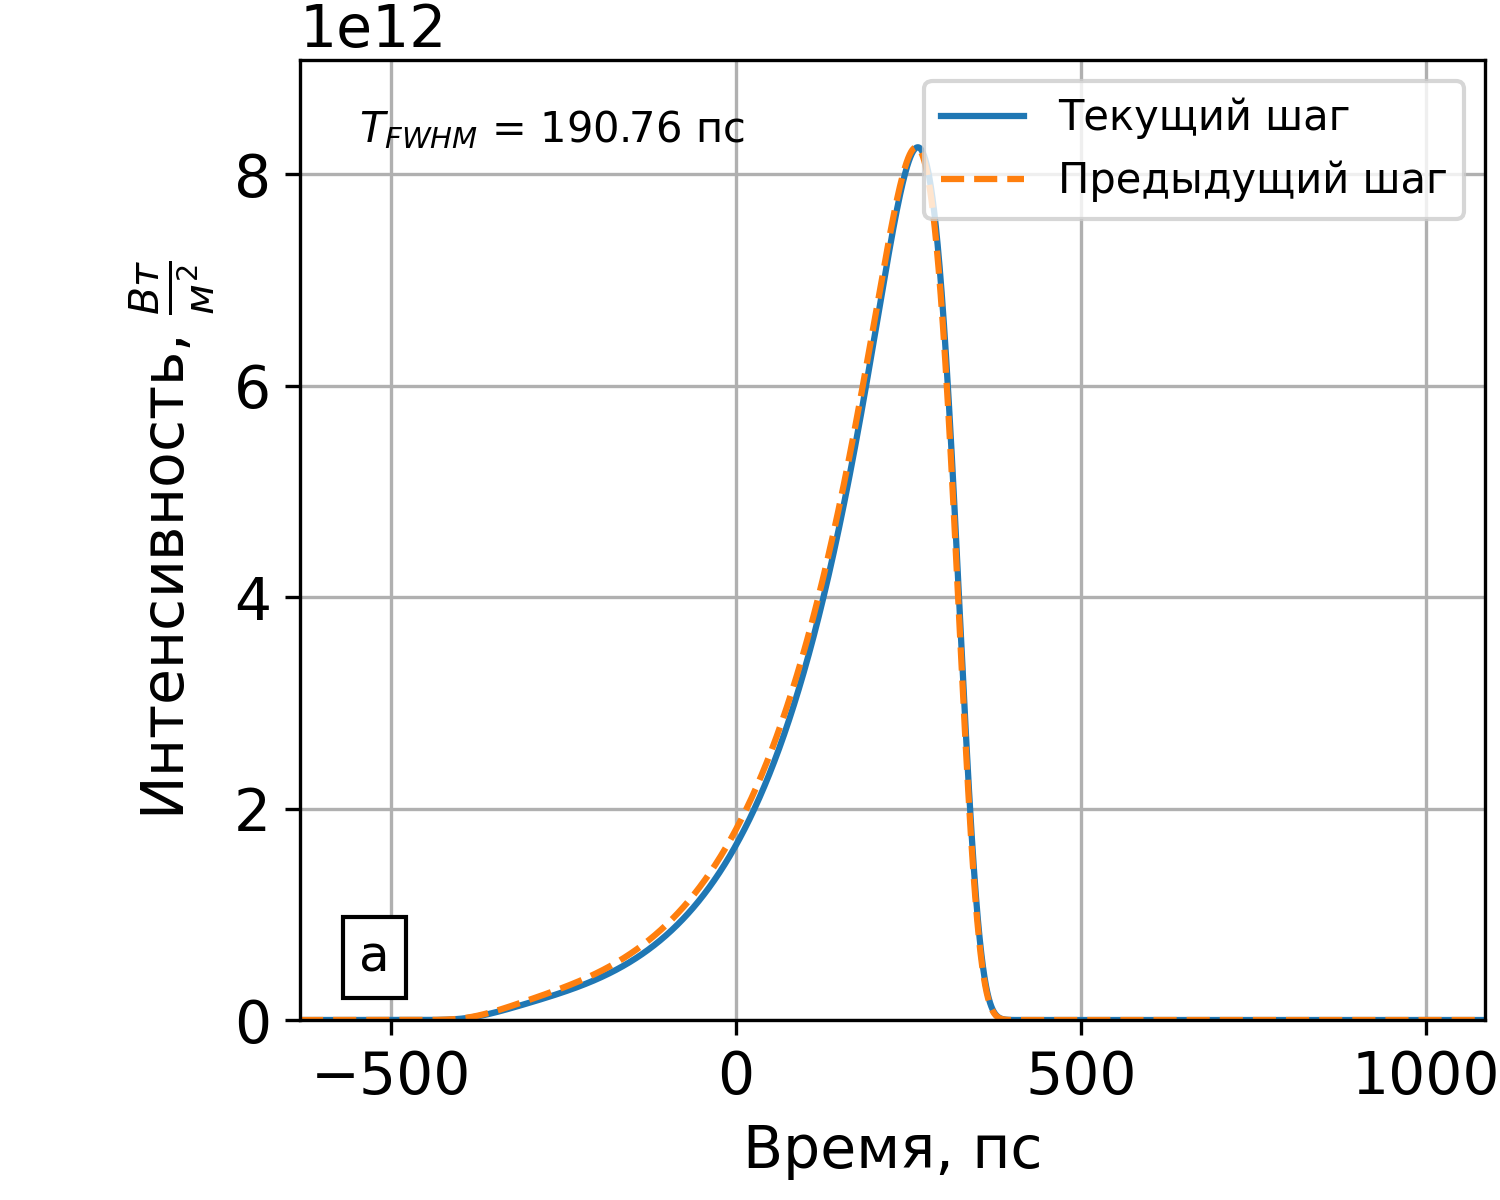 1e12
T_FWHM = 190.76 пс
Текущий шаг
Предыдущий шаг
Интенсивность, Вт/м²
8
6
4
2
0
а
−500 0 500 1000
Время, пс